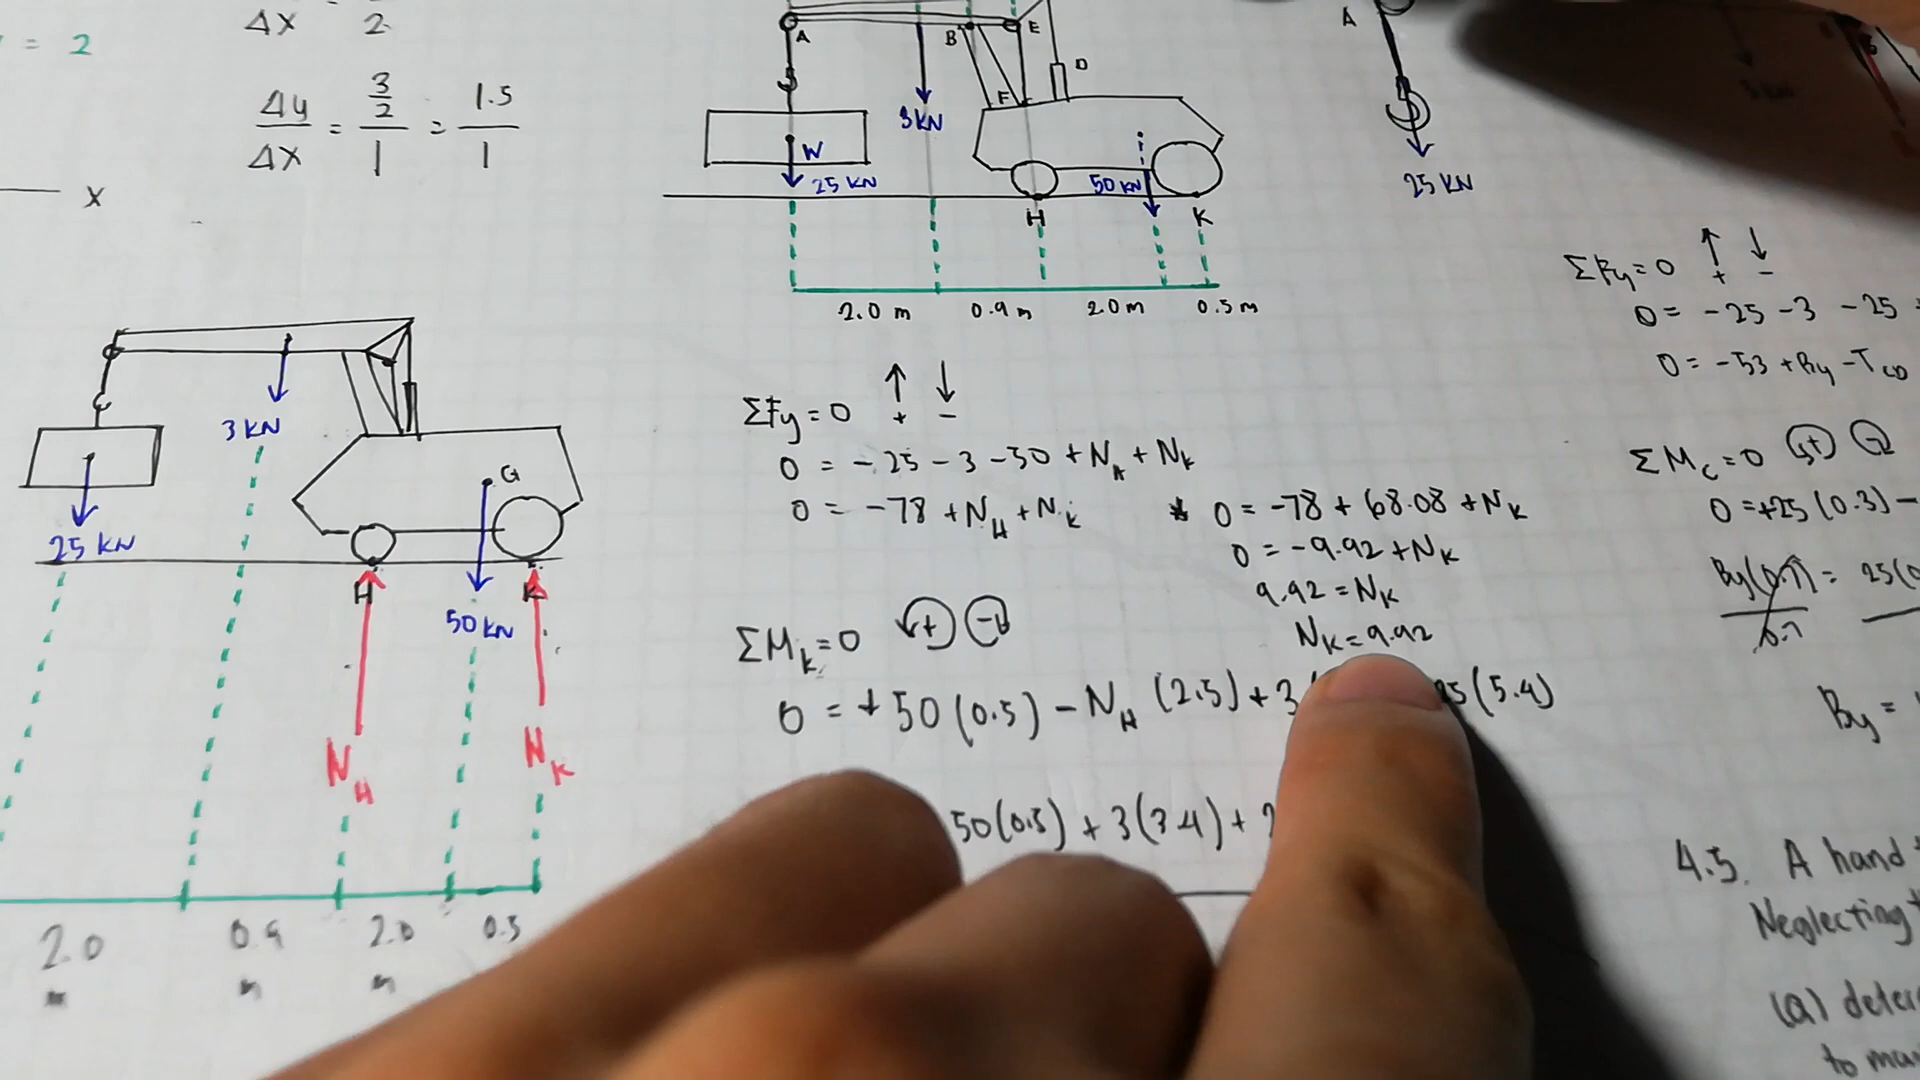 = 2
Δx 2
Δy/Δx = (3/2)/1 = 1.5/1
x
A
B
E
D
F
3 KN
W
25 KN
50 KN
H
K
2.0 m 0.9 m 2.0 m 0.5 m
A
3 KN
25 KN
ΣFy = 0 + -
0 = -25 -3 -25
0 = -53 + By - T_CD
ΣM_C = 0 +
0 = +25 (0.3) -
By(0.7) = 25(0
0.7
By =
3 KN
G
25 KN
H
K
50 KN
N_H
N_K
2.0 m 0.9 m 2.0 m 0.5
ΣFy = 0 + -
0 = -25 - 3 - 50 + N_H + N_K
0 = -78 + N_H + N_K
* 0 = -78 + 68.08 + N_K
0 = -9.92 + N_K
9.92 = N_K
N_K = 9.92
ΣM_K = 0 + -
0 = +50 (0.5) - N_H (2.5) + 3 25 (5.4)
50(0.5) + 3(3.4) + 2
4.5. A hand
Neglecting
(a) deter
to ma